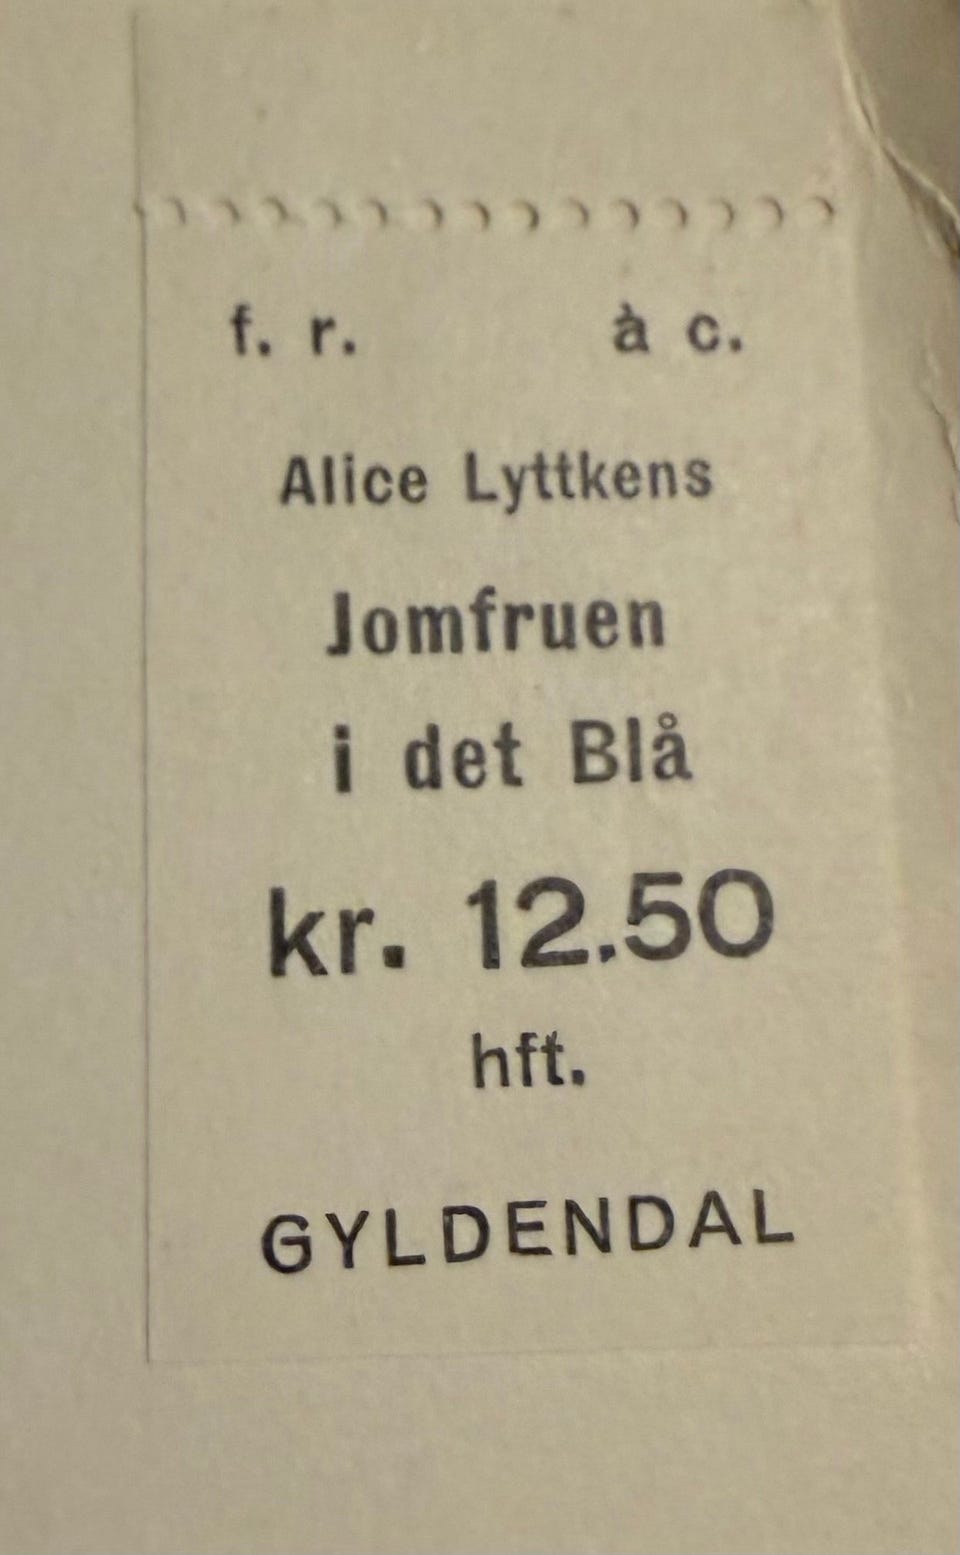 f. r. à c.
Alice Lyttkens
Jomfruen
i det Blå
kr. 12.50
hft.
GYLDENDAL